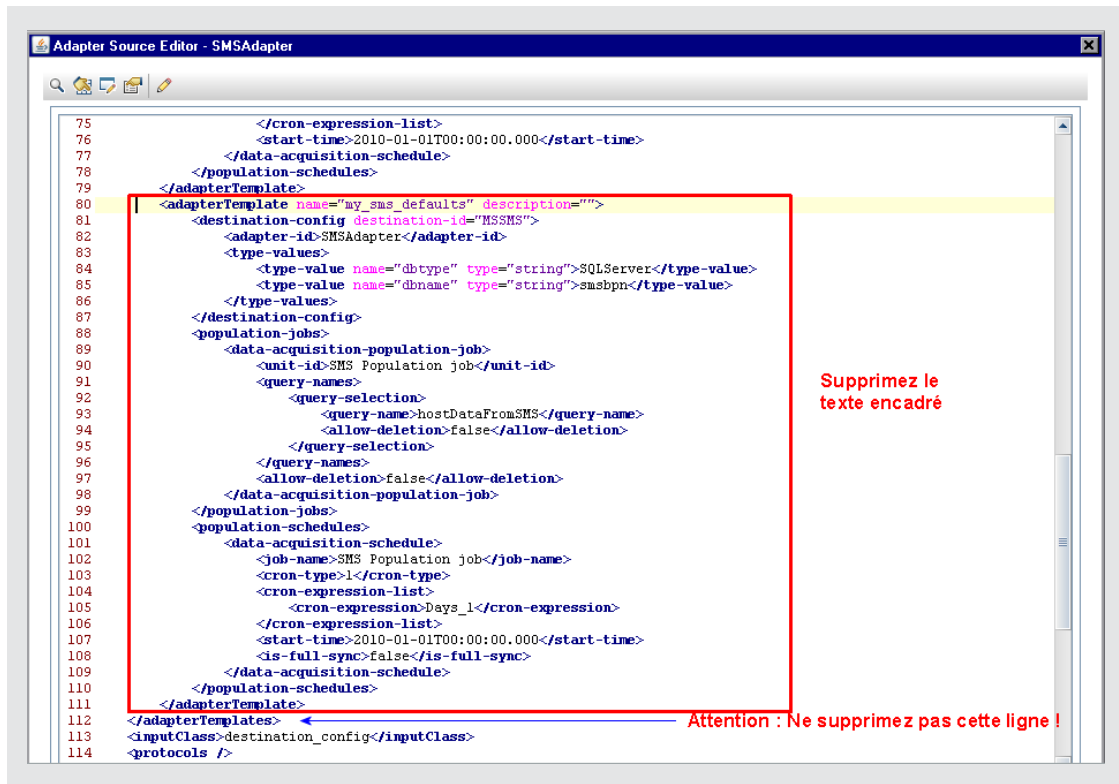 Adapter Source Editor - SMSAdapter
75 </cron-expression-list>
76 <start-time>2010-01-01T00:00:00.000</start-time>
77 </data-acquisition-schedule>
78 </population-schedules>
79 </adapterTemplate>
80 <adapterTemplate name="my_sms_defaults" description="">
81 <destination-config destination-id="MSSMS">
82 <adapter-id>SMSAdapter</adapter-id>
83 <type-values>
84 <type-value name="dbtype" type="string">SQLServer</type-value>
85 <type-value name="dbname" type="string">smsbpn</type-value>
86 </type-values>
87 </destination-config>
88 <population-jobs>
89 <data-acquisition-population-job>
90 <unit-id>SMS Population job</unit-id>
91 <query-names>
92 <query-selection>
93 <query-name>hostDataFromSMS</query-name>
94 <allow-deletion>false</allow-deletion>
95 </query-selection>
96 </query-names>
97 <allow-deletion>false</allow-deletion>
98 </data-acquisition-population-job>
99 </population-jobs>
100 <population-schedules>
101 <data-acquisition-schedule>
102 <job-name>SMS Population job</job-name>
103 <cron-type>1</cron-type>
104 <cron-expression-list>
105 <cron-expression>Days_1</cron-expression>
106 </cron-expression-list>
107 <start-time>2010-01-01T00:00:00.000</start-time>
108 <is-full-sync>false</is-full-sync>
109 </data-acquisition-schedule>
110 </population-schedules>
111 </adapterTemplate>
112 </adapterTemplates>
113 <inputClass>destination_config</inputClass>
114 <protocols />
Supprimez le
texte encadré
Attention : Ne supprimez pas cette ligne !